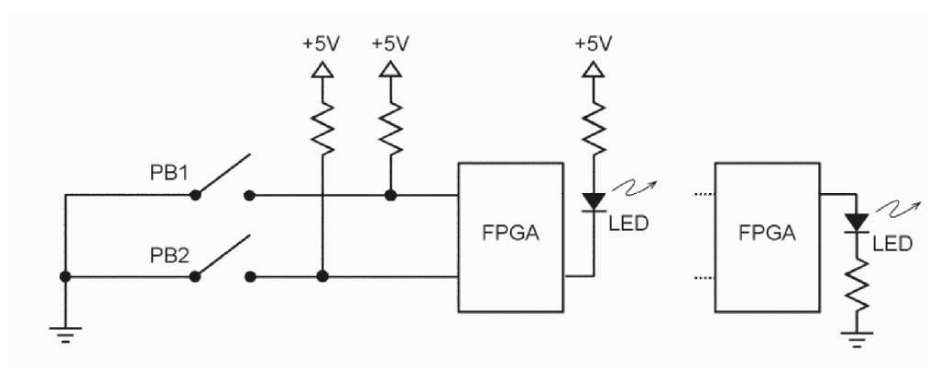 +5V
+5V
+5V
PB1
PB2
FPGA
LED
FPGA
LED